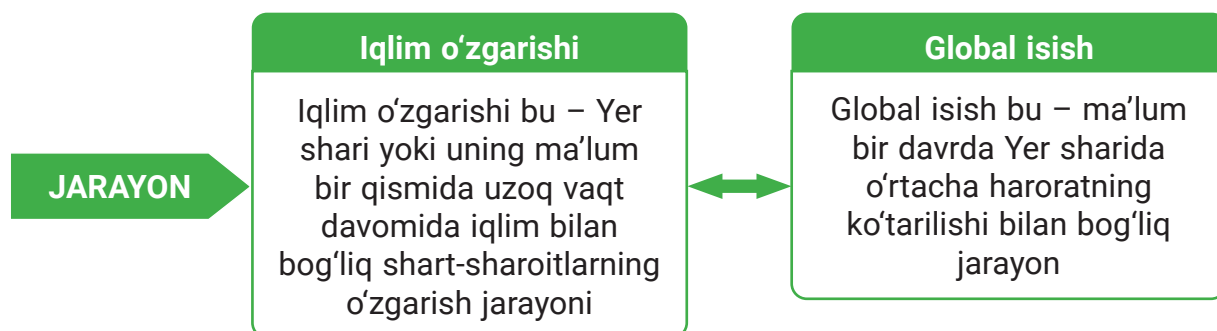 JARAYON
Iqlim o‘zgarishi
Iqlim o‘zgarishi bu – Yer
shari yoki uning ma’lum
bir qismida uzoq vaqt
davomida iqlim bilan
bog‘liq shart-sharoitlarning
o‘zgarish jarayoni
Global isish
Global isish bu – ma’lum
bir davrda Yer sharida
o‘rtacha haroratning
ko‘tarilishi bilan bog‘liq
jarayon